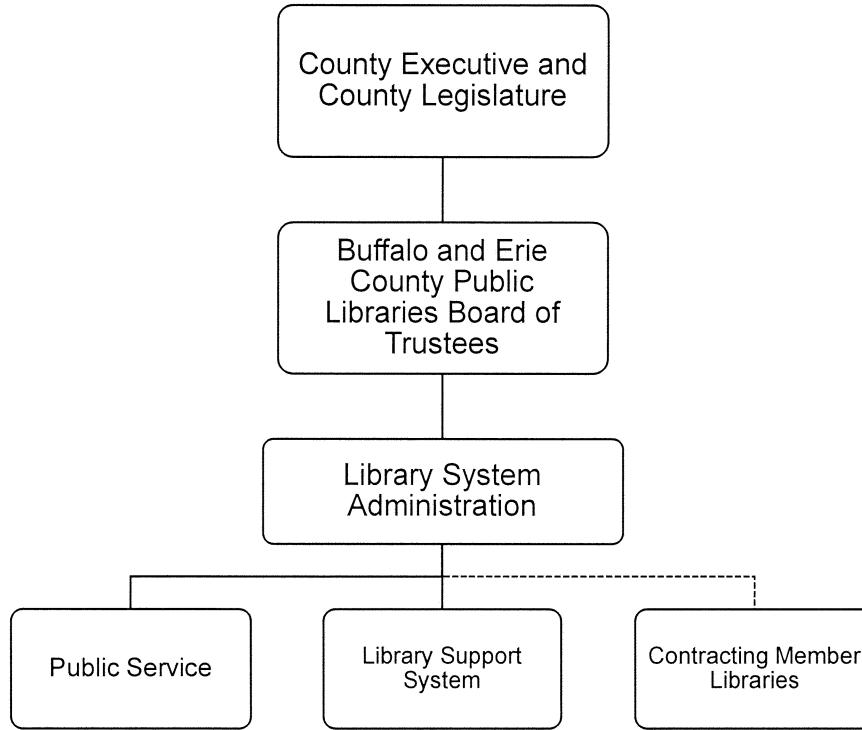 County Executive and
County Legislature
Buffalo and Erie
County Public
Libraries Board of
Trustees
Library System
Administration
Public Service
Library Support
System
Contracting Member
Libraries